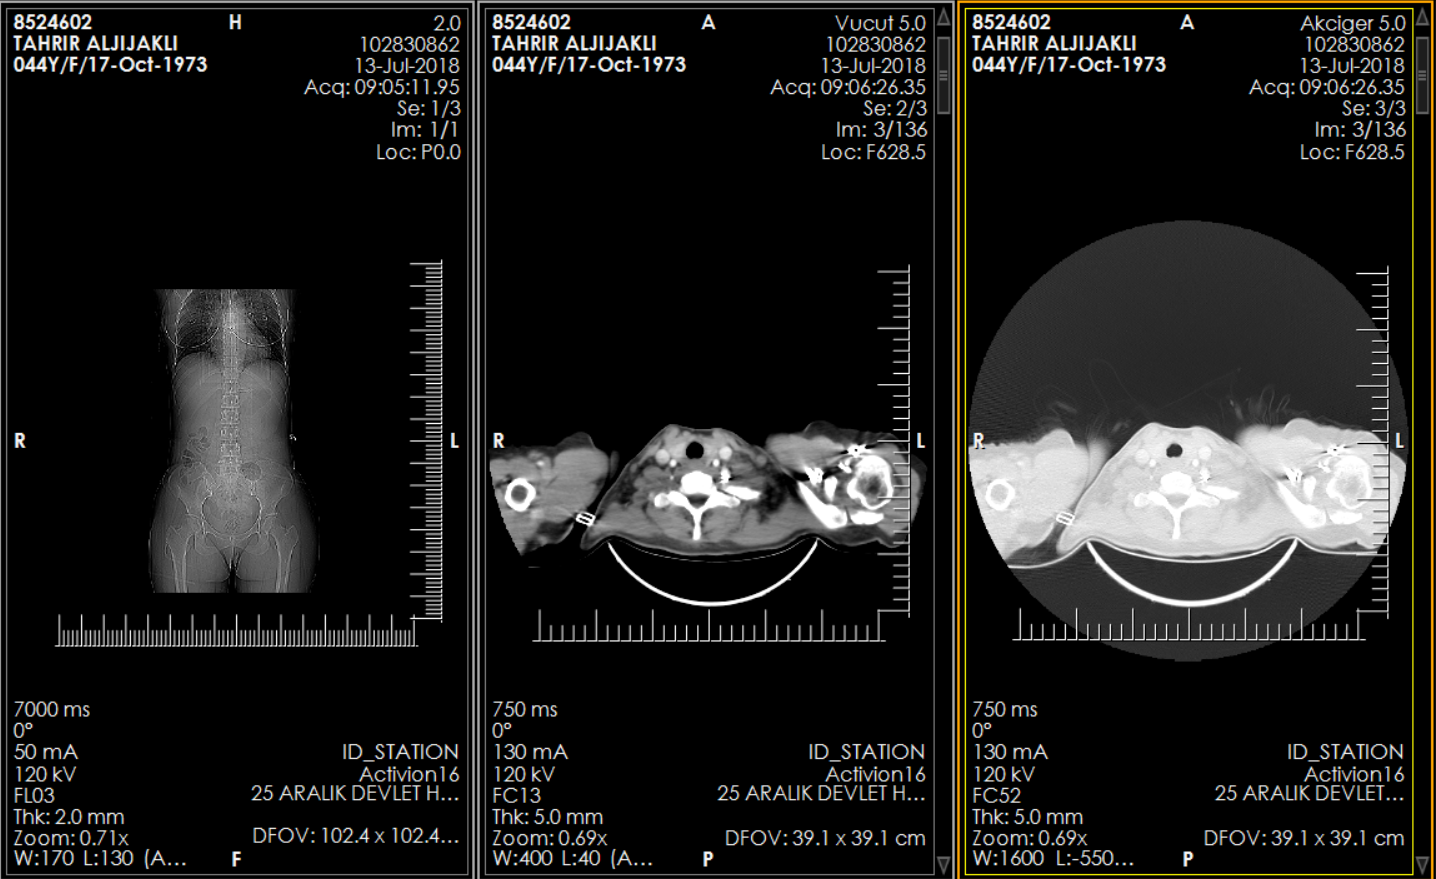 8524602
H
2.0
TAHRIR ALJIJAKLI
102830862
044Y/F/17-Oct-1973
13-Jul-2018
Acq: 09:05:11.95
Se: 1/3
Im: 1/1
Loc: P0.0
R
L
7000 ms
0°
50 mA
ID_STATION
120 kV
Activion16
FL03
25 ARALIK DEVLET H...
Thk: 2.0 mm
Zoom: 0.71x
DFOV: 102.4 x 102.4...
W:170 L:130 (A...
F
8524602
A
Vucut 5.0
TAHRIR ALJIJAKLI
102830862
044Y/F/17-Oct-1973
13-Jul-2018
Acq: 09:06:26.35
Se: 2/3
Im: 3/136
Loc: F628.5
R
L
750 ms
0°
130 mA
ID_STATION
120 kV
Activion16
FC13
25 ARALIK DEVLET H...
Thk: 5.0 mm
Zoom: 0.69x
DFOV: 39.1 x 39.1 cm
W:400 L:40 (A...
P
8524602
A
Akciger 5.0
TAHRIR ALJIJAKLI
102830862
044Y/F/17-Oct-1973
13-Jul-2018
Acq: 09:06:26.35
Se: 3/3
Im: 3/136
Loc: F628.5
R
L
750 ms
0°
130 mA
ID_STATION
120 kV
Activion16
FC52
25 ARALIK DEVLET...
Thk: 5.0 mm
Zoom: 0.69x
DFOV: 39.1 x 39.1 cm
W:1600 L:-550...
P